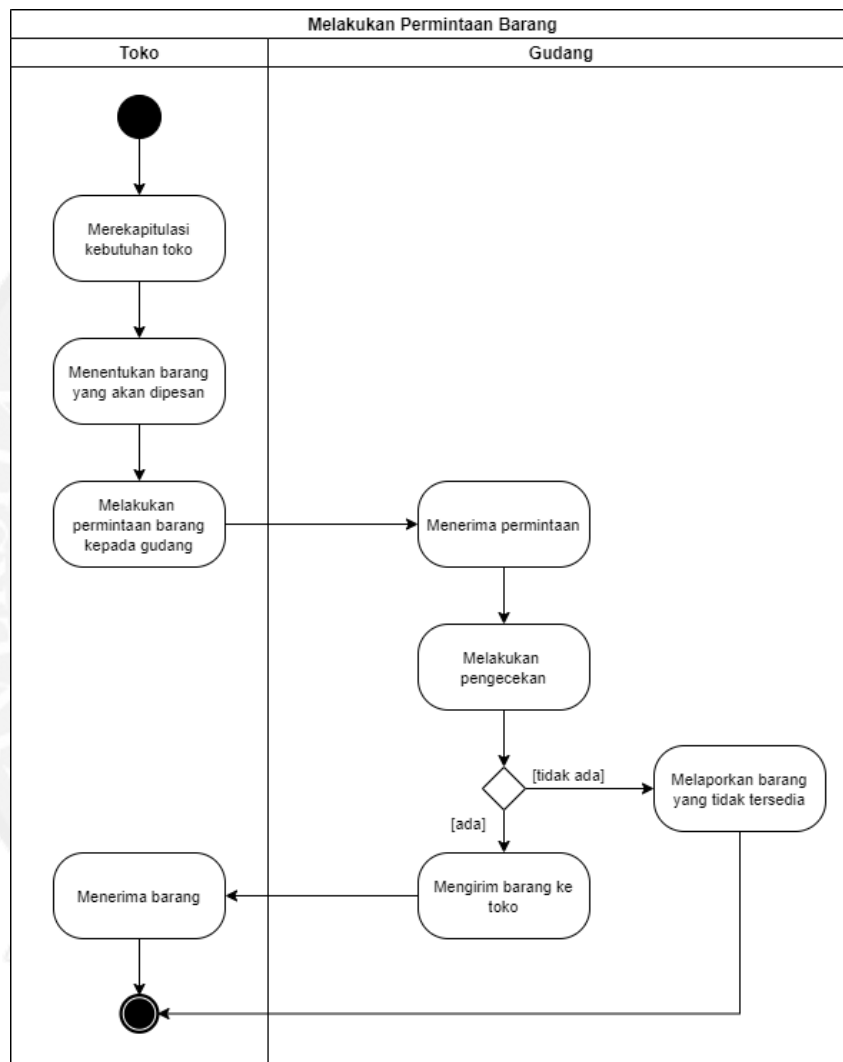 Melakukan Permintaan Barang
Toko
Gudang
Merekapitulasi
kebutuhan toko
Menentukan barang
yang akan dipesan
Melakukan
permintaan barang
kepada gudang
Menerima permintaan
Melakukan
pengecekan
[tidak ada]
Melaporkan barang
yang tidak tersedia
[ada]
Mengirim barang ke
toko
Menerima barang